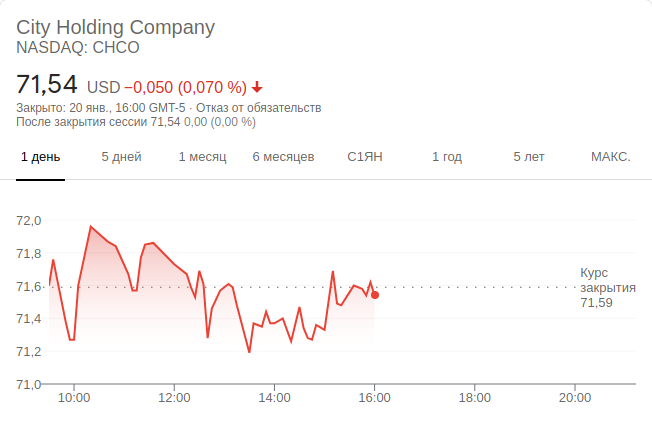 City Holding Company
NASDAQ: CHCO
71,54 USD −0,050 (0,070 %)
Закрыто: 20 янв., 16:00 GMT-5 · Отказ от обязательств
После закрытия сессии 71,54 0,00 (0,00 %)
1 день 5 дней 1 месяц 6 месяцев С1ЯН 1 год 5 лет МАКС.
72,0
71,8
71,6
71,4
71,2
71,0
Курс
закрытия
71,59
10:00 12:00 14:00 16:00 18:00 20:00